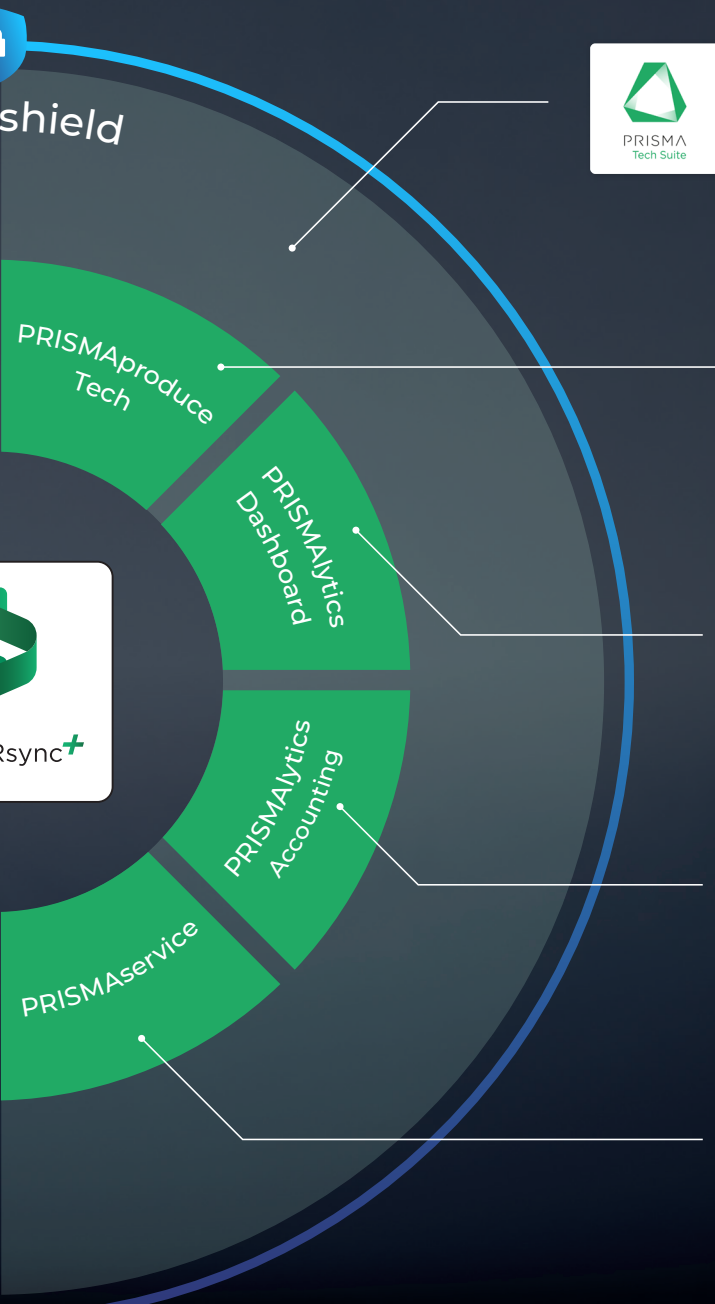 shield
PRISMA
Tech Suite
PRISMAproduce
Tech
PRISMAlytics
Dashboard
Rsync+
PRISMAlytics
Accounting
PRISMAservice